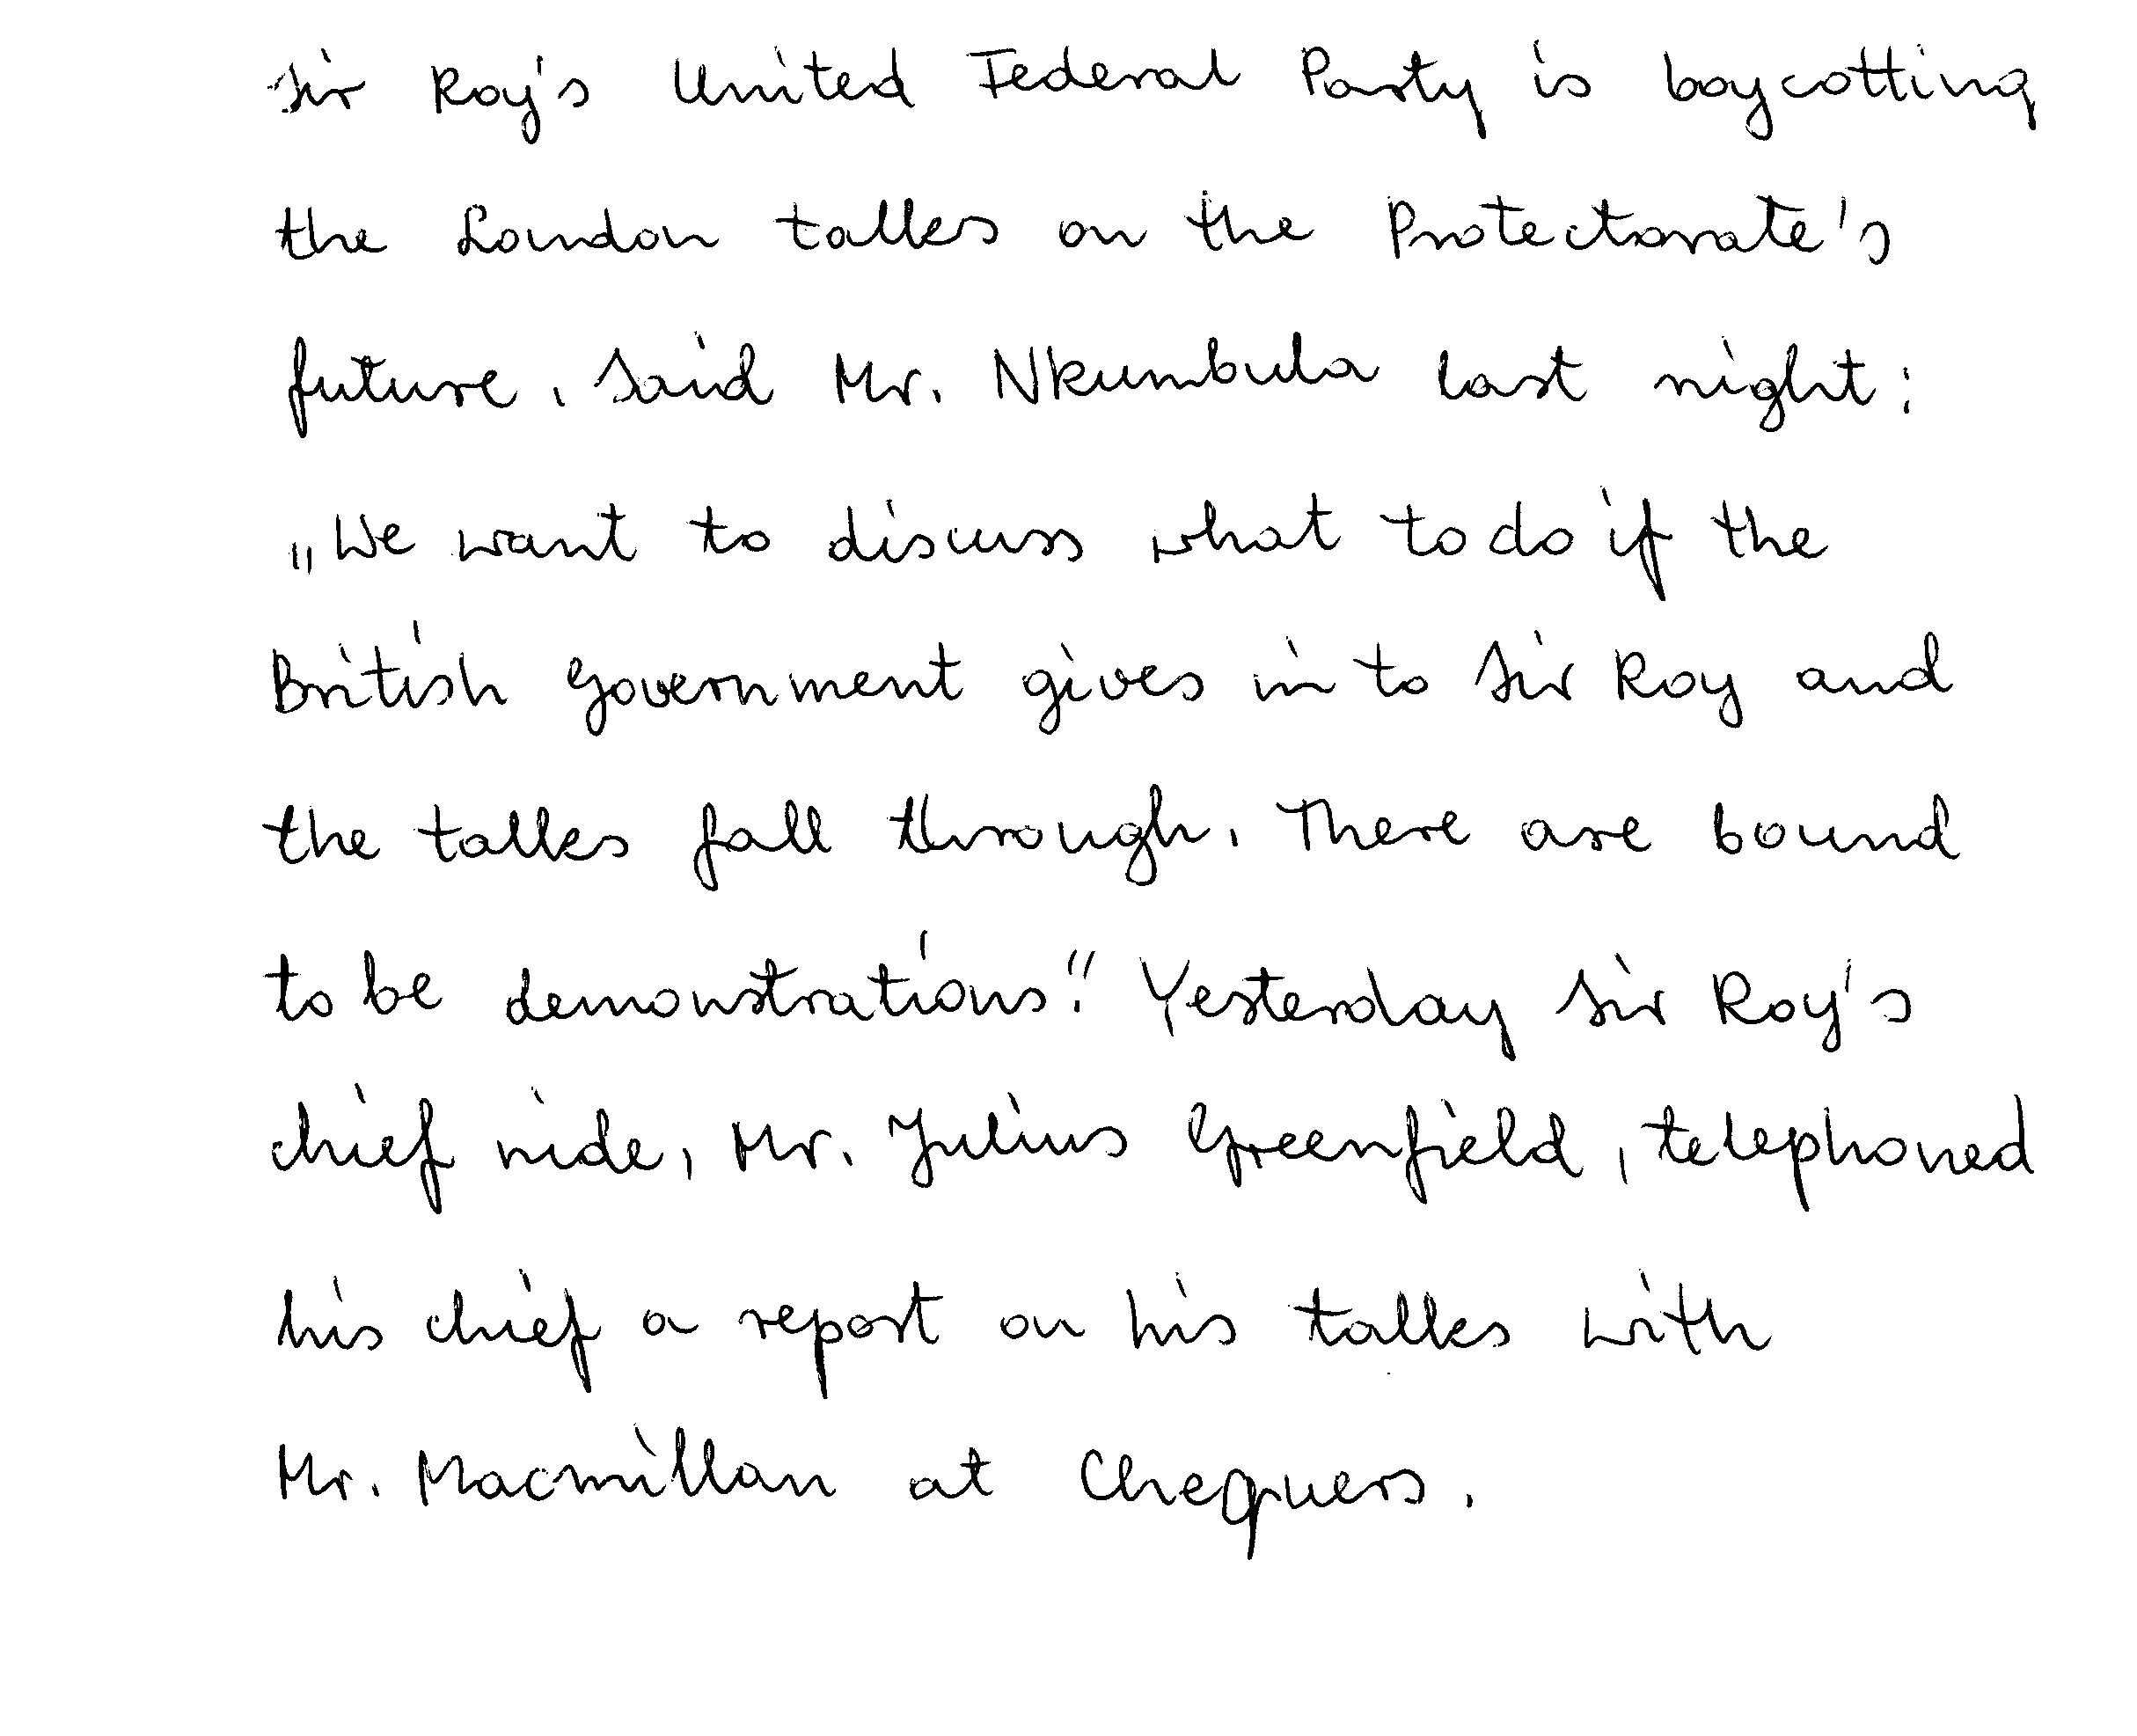 Sir Roy's United Federal Party is boycotting
the London talks on the Protectorate's
future. Said Mr. Nkumbula last night:
„We want to discuss what to do if the
British Government gives in to Sir Roy and
the talks fall through. There are bound
to be demonstrations." Yesterday Sir Roy's
chief aide, Mr. Julius Greenfield, telephoned
his chief a report on his talks with
Mr. Macmillan at Chequers.